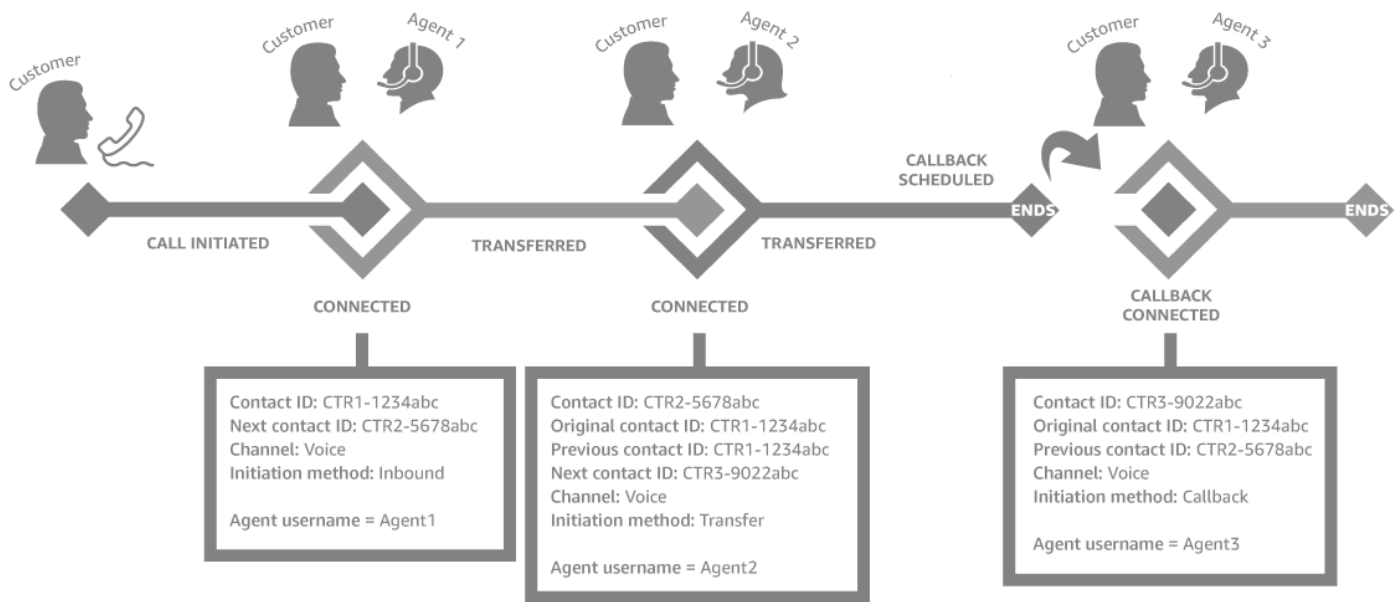 Customer
Customer
Agent 1
Customer
Agent 2
Customer
Agent 3
CALL INITIATED
CONNECTED
TRANSFERRED
CONNECTED
TRANSFERRED
CALLBACK
SCHEDULED
ENDS
CALLBACK
CONNECTED
ENDS
Contact ID: CTR1-1234abc
Next contact ID: CTR2-5678abc
Channel: Voice
Initiation method: Inbound
Agent username = Agent1
Contact ID: CTR2-5678abc
Original contact ID: CTR1-1234abc
Previous contact ID: CTR1-1234abc
Next contact ID: CTR3-9022abc
Channel: Voice
Initiation method: Transfer
Agent username = Agent2
Contact ID: CTR3-9022abc
Original contact ID: CTR1-1234abc
Previous contact ID: CTR2-5678abc
Channel: Voice
Initiation method: Callback
Agent username = Agent3